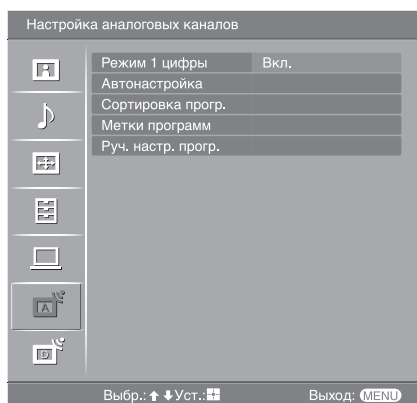 Настройка аналоговых каналов
Режим 1 цифры Вкл.
Автонастройка
Сортировка прогр.
Метки программ
Руч. настр. прогр.
A
D
Выбр.: ↑ ↓ Уст.: Выход: MENU